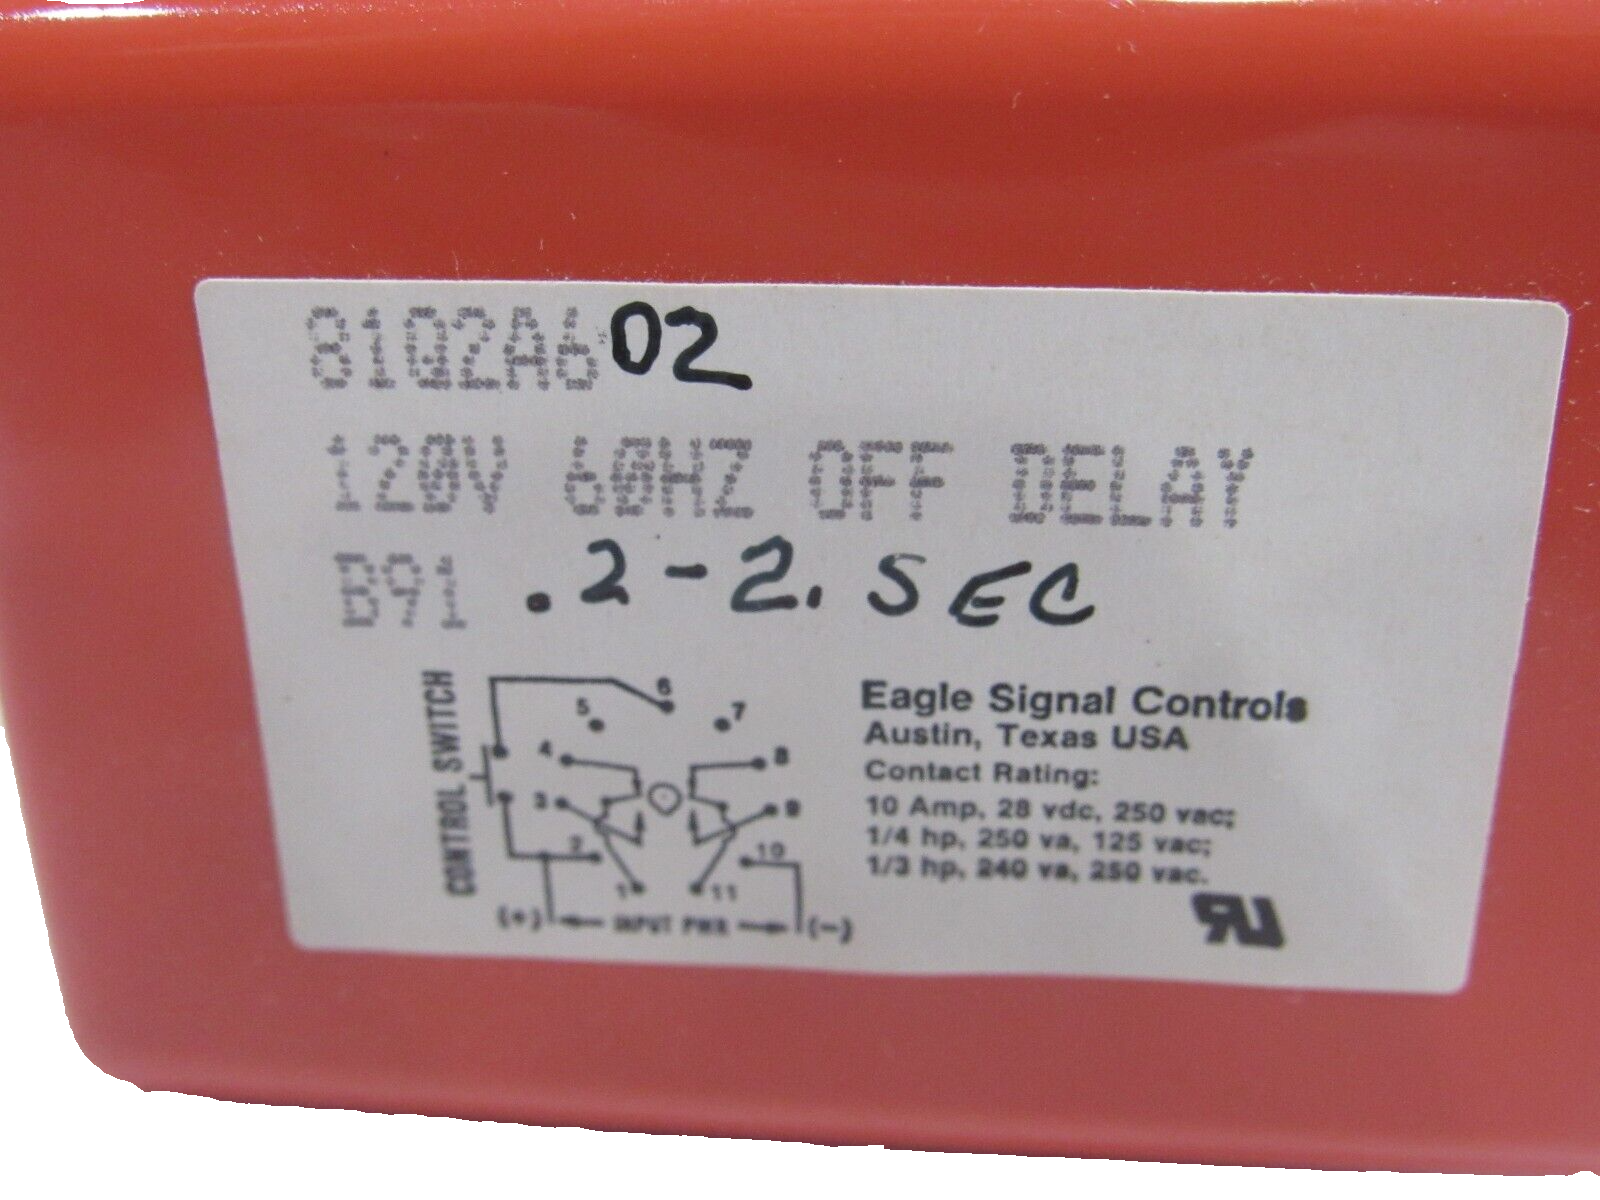 8102A602
120V 60HZ OFF DELAY
B91 .2-2. SEC
CONTROL SWITCH
6
5 7
4 8
3 9
2 10
1 11
(+) INPUT PWR (-)
Eagle Signal Controls
Austin, Texas USA
Contact Rating:
10 Amp, 28 vdc, 250 vac;
1/4 hp, 250 va, 125 vac;
1/3 hp, 240 va, 250 vac.
RU